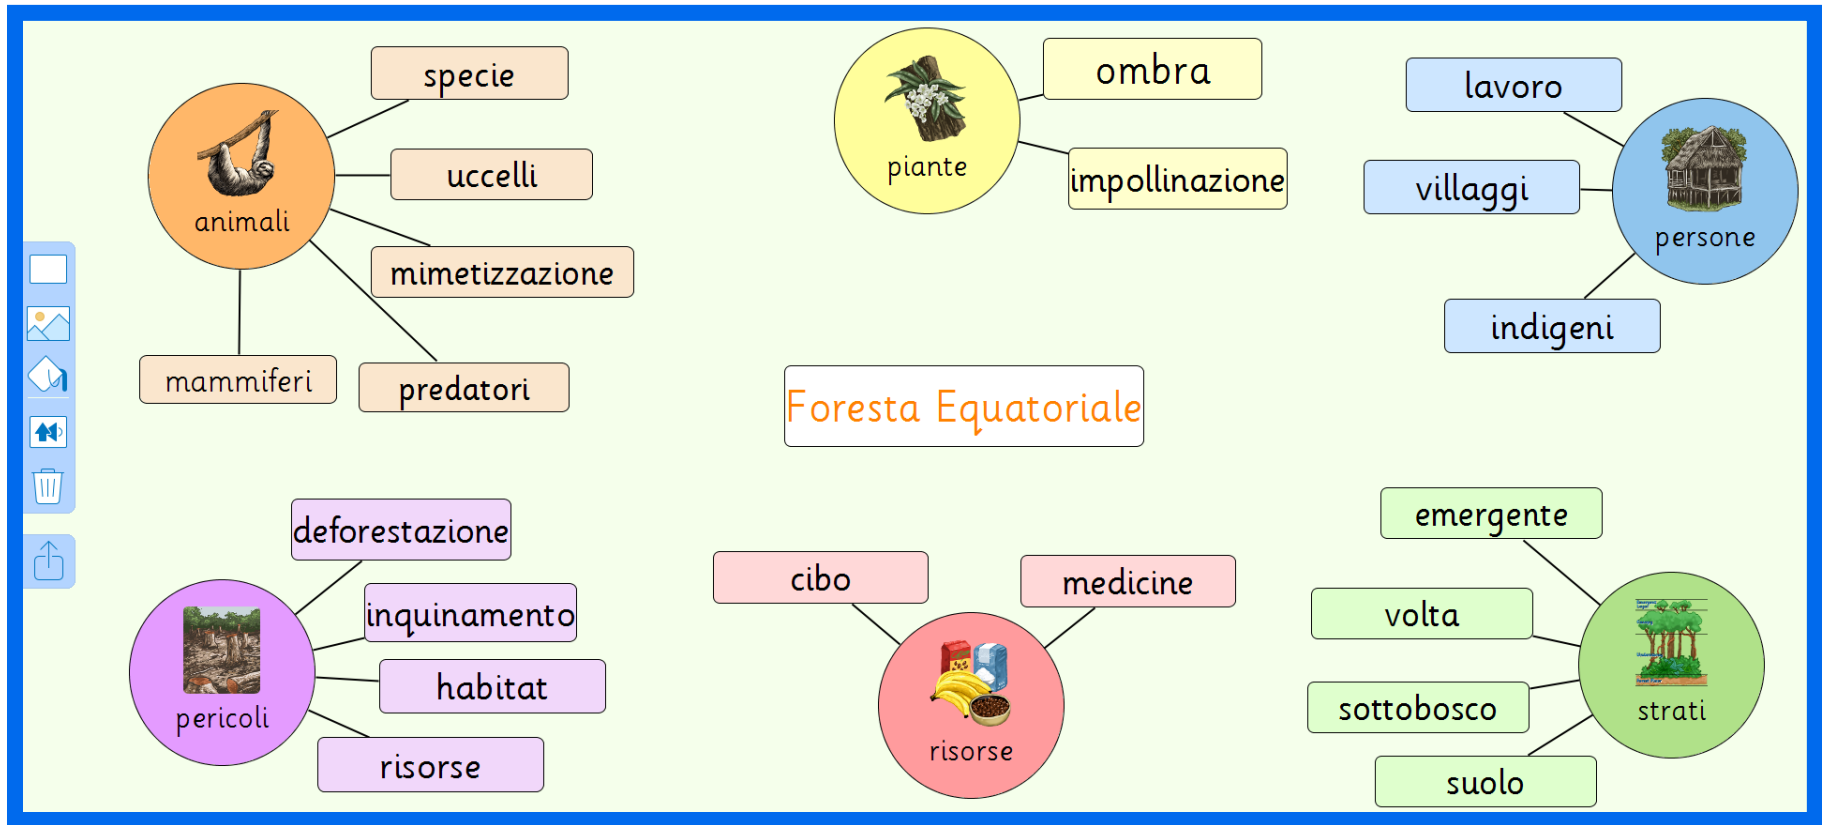 specie
uccelli
animali
mimetizzazione
mammiferi
predatori
ombra
piante
impollinazione
lavoro
villaggi
persone
indigeni
Foresta Equatoriale
deforestazione
inquinamento
habitat
pericoli
risorse
cibo
medicine
risorse
emergente
volta
sottobosco
strati
suolo